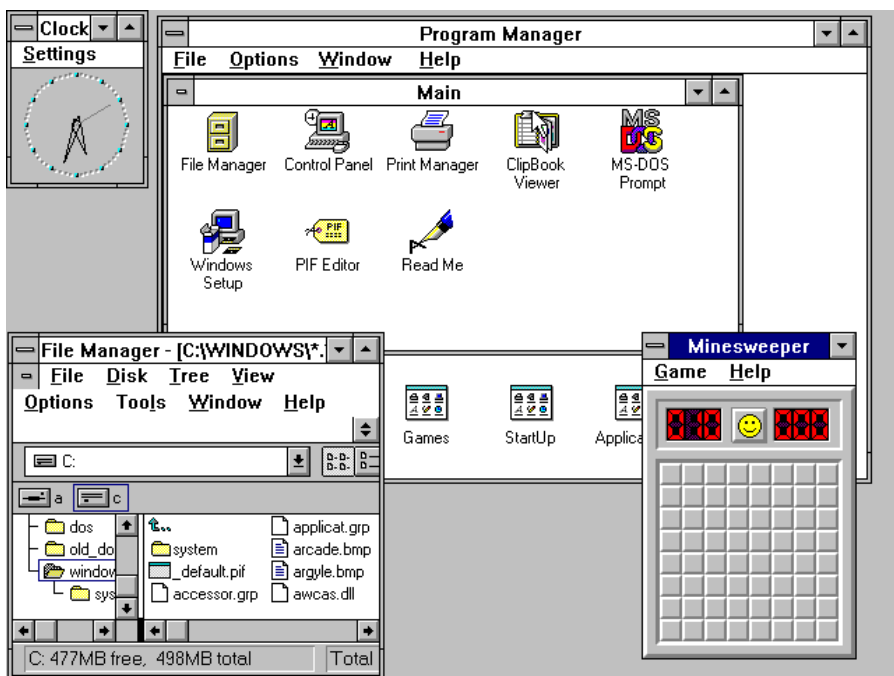 Clock
Settings
Program Manager
File Options Window Help
Main
File Manager
Control Panel
Print Manager
ClipBook
Viewer
MS-DOS
Prompt
MS
DOS
Windows
Setup
PIF
PIF Editor
Read Me
File Manager - [C:\WINDOWS\*.
File Disk Tree View
Options Tools Window Help
C:
a
c
dos
old_do
window
sys
system
_default.pif
accessor.grp
applicat.grp
arcade.bmp
argyle.bmp
awcas.dll
C: 477MB free, 498MB total
Total
Games
StartUp
Applica
Minesweeper
Game Help